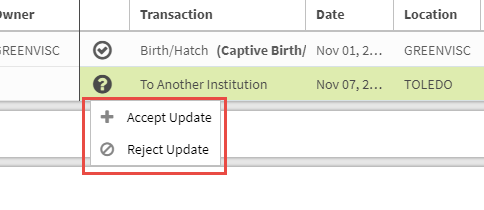 Owner Transaction Date Location
GREENVISC Birth/Hatch (Captive Birth/ Nov 01, 2... GREENVISC
To Another Institution Nov 07, 2... TOLEDO
Accept Update
Reject Update